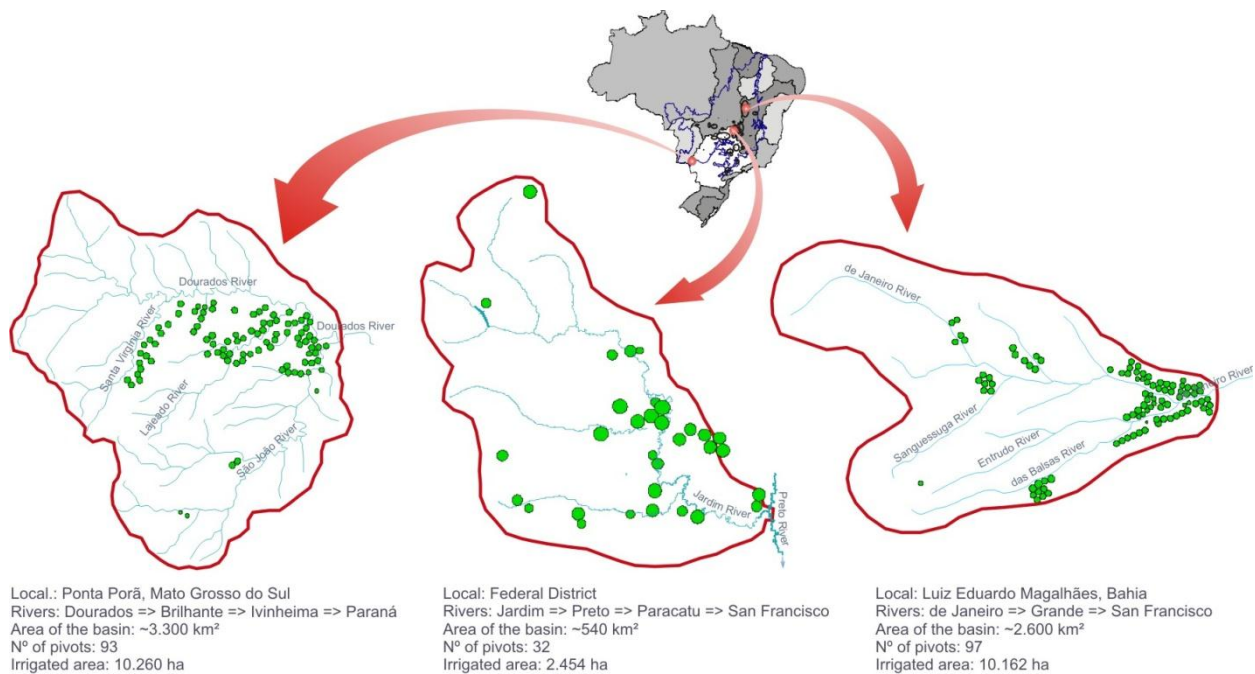 Dourados River
Dourados River
Santa Virgínia River
Lajeado River
São João River
Jardim River
Preto River
de Janeiro River
neiro River
Sanguessuga River
Entrudo River
das Balsas River
Local.: Ponta Porã, Mato Grosso do Sul
Rivers: Dourados => Brilhante => Ivinheima => Paraná
Area of the basin: ~3.300 km²
Nº of pivots: 93
Irrigated area: 10.260 ha
Local: Federal District
Rivers: Jardim => Preto => Paracatu => San Francisco
Area of the basin: ~540 km²
Nº of pivots: 32
Irrigated area: 2.454 ha
Local: Luiz Eduardo Magalhães, Bahia
Rivers: de Janeiro => Grande => San Francisco
Area of the basin: ~2.600 km²
Nº of pivots: 97
Irrigated area: 10.162 ha